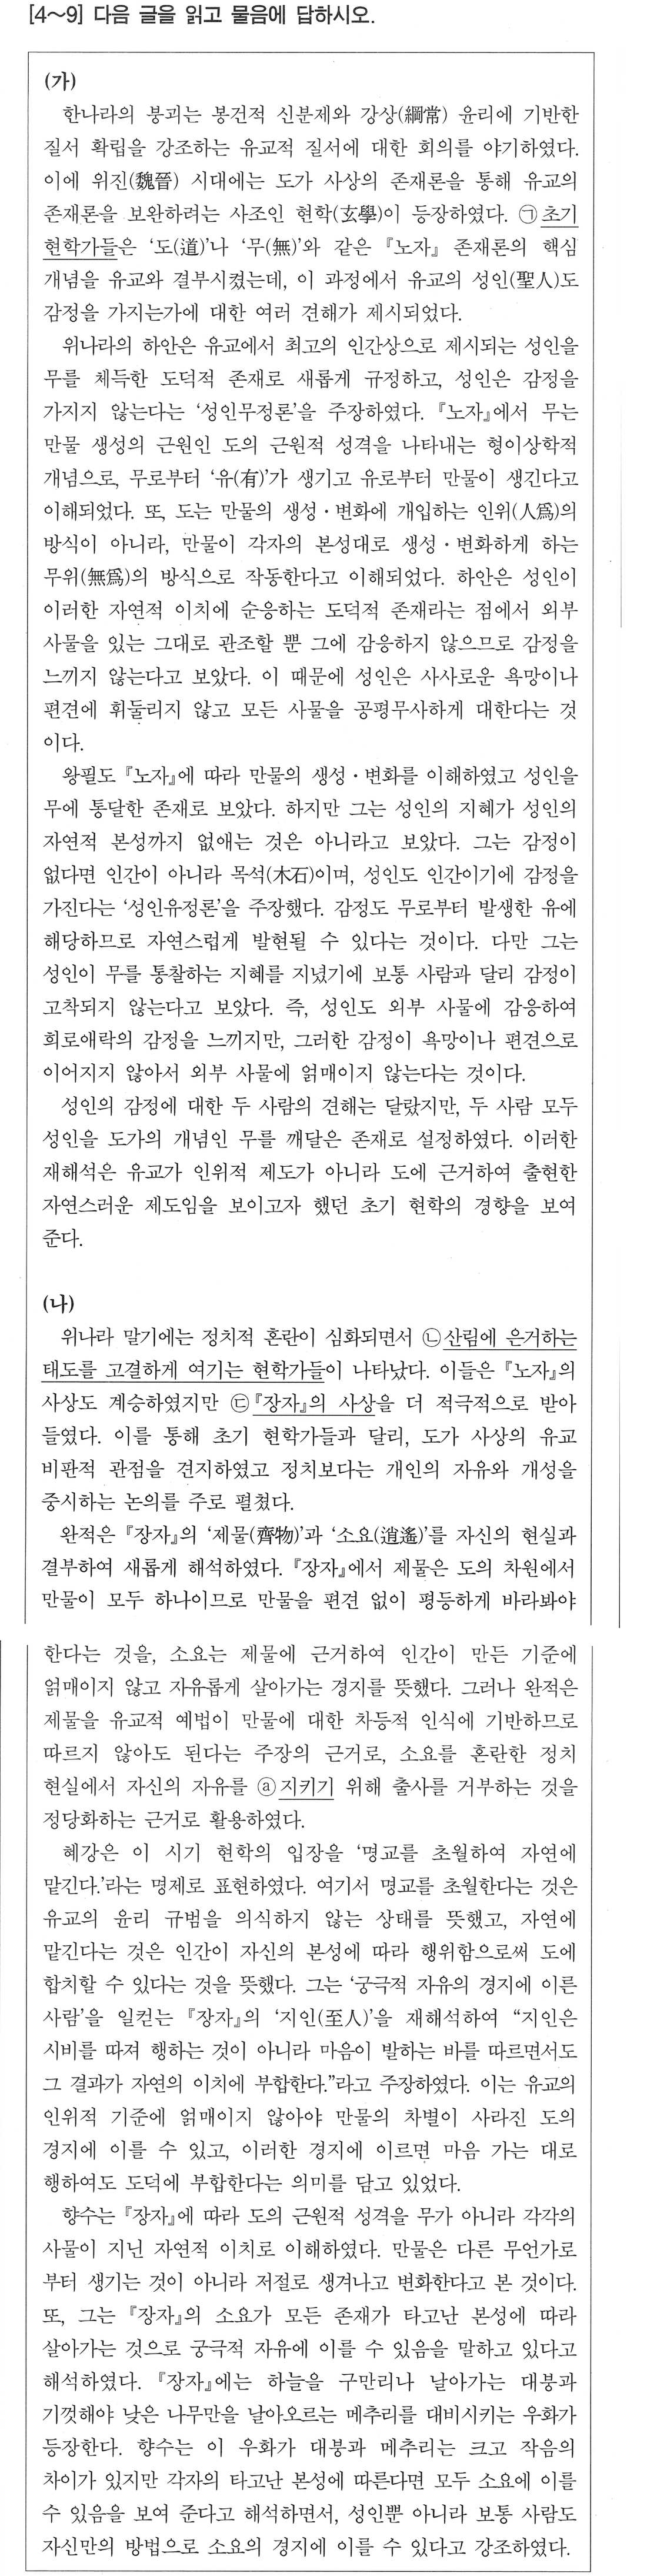 [4~9] 다음 글을 읽고 물음에 답하시오.
(가)
한나라의 붕괴는 봉건적 신분제와 강상(綱常) 윤리에 기반한
질서 확립을 강조하는 유교적 질서에 대한 회의를 야기하였다.
이에 위진(魏晉) 시대에는 도가 사상의 존재론을 통해 유교의
존재론을 보완하려는 사조인 현학(玄學)이 등장하였다. ㉠초기
현학가들은 ‘도(道)’나 ‘무(無)’와 같은 『노자』 존재론의 핵심
개념을 유교와 결부시켰는데, 이 과정에서 유교의 성인(聖人)도
감정을 가지는가에 대한 여러 견해가 제시되었다.
위나라의 하안은 유교에서 최고의 인간상으로 제시되는 성인을
무를 체득한 도덕적 존재로 새롭게 규정하고, 성인은 감정을
가지지 않는다는 ‘성인무정론’을 주장하였다. 『노자』에서 무는
만물 생성의 근원인 도의 근원적 성격을 나타내는 형이상학적
개념으로, 무로부터 ‘유(有)’가 생기고 유로부터 만물이 생긴다고
이해되었다. 또, 도는 만물의 생성·변화에 개입하는 인위(人爲)의
방식이 아니라, 만물이 각자의 본성대로 생성·변화하게 하는
무위(無爲)의 방식으로 작동한다고 이해되었다. 하안은 성인이
이러한 자연적 이치에 순응하는 도덕적 존재라는 점에서 외부
사물을 있는 그대로 관조할 뿐 그에 감응하지 않으므로 감정을
느끼지 않는다고 보았다. 이 때문에 성인은 사사로운 욕망이나
편견에 휘둘리지 않고 모든 사물을 공평무사하게 대한다는 것
이다.
왕필도 『노자』에 따라 만물의 생성·변화를 이해하였고 성인을
무에 통달한 존재로 보았다. 하지만 그는 성인의 지혜가 성인의
자연적 본성까지 없애는 것은 아니라고 보았다. 그는 감정이
없다면 인간이 아니라 목석(木石)이며, 성인도 인간이기에 감정을
가진다는 ‘성인유정론’을 주장했다. 감정도 무로부터 발생한 유에
해당하므로 자연스럽게 발현될 수 있다는 것이다. 다만 그는
성인이 무를 통찰하는 지혜를 지녔기에 보통 사람과 달리 감정이
고착되지 않는다고 보았다. 즉, 성인도 외부 사물에 감응하여
희로애락의 감정을 느끼지만, 그러한 감정이 욕망이나 편견으로
이어지지 않아서 외부 사물에 얽매이지 않는다는 것이다.
성인의 감정에 대한 두 사람의 견해는 달랐지만, 두 사람 모두
성인을 도가의 개념인 무를 깨달은 존재로 설정하였다. 이러한
재해석은 유교가 인위적 제도가 아니라 도에 근거하여 출현한
자연스러운 제도임을 보이고자 했던 초기 현학의 경향을 보여
준다.
(나)
위나라 말기에는 정치적 혼란이 심화되면서 ㉡산림에 은거하는
태도를 고결하게 여기는 현학가들이 나타났다. 이들은 『노자』의
사상도 계승하였지만 ㉢『장자』의 사상을 더 적극적으로 받아
들였다. 이를 통해 초기 현학가들과 달리, 도가 사상의 유교
비판적 관점을 견지하였고 정치보다는 개인의 자유와 개성을
중시하는 논의를 주로 펼쳤다.
완적은 『장자』의 ‘제물(齊物)’과 ‘소요(逍遙)’를 자신의 현실과
결부하여 새롭게 해석하였다. 『장자』에서 제물은 도의 차원에서
만물이 모두 하나이므로 만물을 편견 없이 평등하게 바라봐야
한다는 것을, 소요는 제물에 근거하여 인간이 만든 기준에
얽매이지 않고 자유롭게 살아가는 경지를 뜻했다. 그러나 완적은
제물을 유교적 예법이 만물에 대한 차등적 인식에 기반하므로
따르지 않아도 된다는 주장의 근거로, 소요를 혼란한 정치
현실에서 자신의 자유를 ⓐ지키기 위해 출사를 거부하는 것을
정당화하는 근거로 활용하였다.
혜강은 이 시기 현학의 입장을 ‘명교를 초월하여 자연에
맡긴다.’라는 명제로 표현하였다. 여기서 명교를 초월한다는 것은
유교의 윤리 규범을 의식하지 않는 상태를 뜻했고, 자연에
맡긴다는 것은 인간이 자신의 본성에 따라 행위함으로써 도에
합치할 수 있다는 것을 뜻했다. 그는 ‘궁극적 자유의 경지에 이른
사람’을 일컫는 『장자』의 ‘지인(至人)’을 재해석하여 “지인은
시비를 따져 행하는 것이 아니라 마음이 발하는 바를 따르면서도
그 결과가 자연의 이치에 부합한다.”라고 주장하였다. 이는 유교의
인위적 기준에 얽매이지 않아야 만물의 차별이 사라진 도의
경지에 이를 수 있고, 이러한 경지에 이르면 마음 가는 대로
행하여도 도덕에 부합한다는 의미를 담고 있었다.
향수는 『장자』에 따라 도의 근원적 성격을 무가 아니라 각각의
사물이 지닌 자연적 이치로 이해하였다. 만물은 다른 무언가로
부터 생기는 것이 아니라 저절로 생겨나고 변화한다고 본 것이다.
또, 그는 『장자』의 소요가 모든 존재가 타고난 본성에 따라
살아가는 것으로 궁극적 자유에 이를 수 있음을 말하고 있다고
해석하였다. 『장자』에는 하늘을 구만리나 날아가는 대붕과
기껏해야 낮은 나무만을 날아오르는 메추리를 대비시키는 우화가
등장한다. 향수는 이 우화가 대붕과 메추리는 크고 작음의
차이가 있지만 각자의 타고난 본성에 따른다면 모두 소요에 이를
수 있음을 보여 준다고 해석하면서, 성인뿐 아니라 보통 사람도
자신만의 방법으로 소요의 경지에 이를 수 있다고 강조하였다.